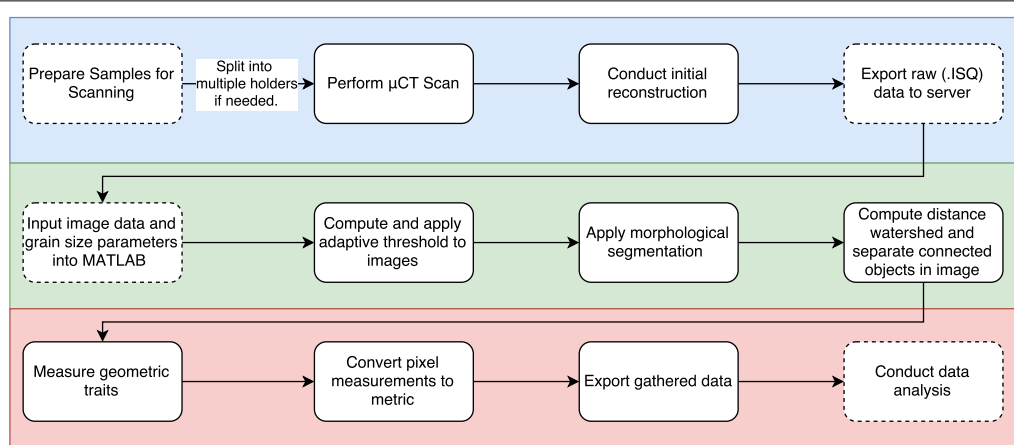 Prepare Samples for
Scanning
Split into
multiple holders
if needed.
Perform µCT Scan
Conduct initial
reconstruction
Export raw (.ISQ)
data to server
Input image data and
grain size parameters
into MATLAB
Compute and apply
adaptive threshold to
images
Apply morphological
segmentation
Compute distance
watershed and
separate connected
objects in image
Measure geometric
traits
Convert pixel
measurements to
metric
Export gathered data
Conduct data
analysis